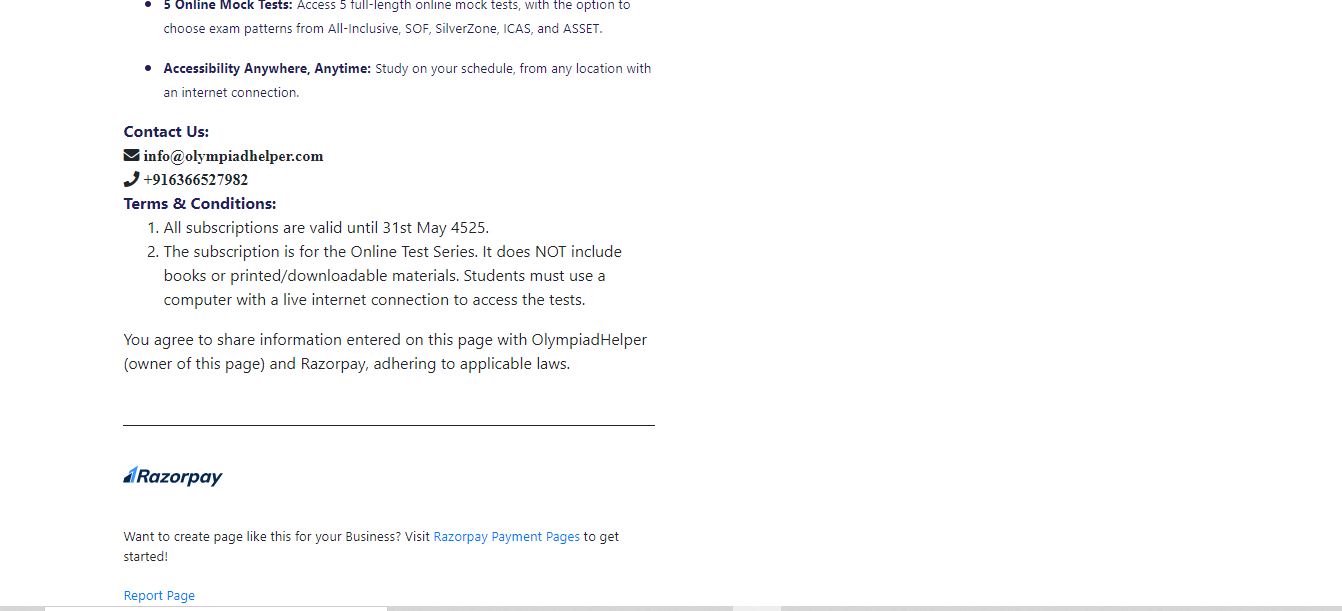 5 Online Mock Tests: Access 5 full-length online mock tests, with the option to
choose exam patterns from All-Inclusive, SOF, SilverZone, ICAS, and ASSET.
Accessibility Anywhere, Anytime: Study on your schedule, from any location with
an internet connection.
Contact Us:
info@olympiadhelper.com
+916366527982
Terms & Conditions:
1. All subscriptions are valid until 31st May 4525.
2. The subscription is for the Online Test Series. It does NOT include
books or printed/downloadable materials. Students must use a
computer with a live internet connection to access the tests.
You agree to share information entered on this page with OlympiadHelper
(owner of this page) and Razorpay, adhering to applicable laws.
Razorpay
Want to create page like this for your Business? Visit Razorpay Payment Pages to get
started!
Report Page